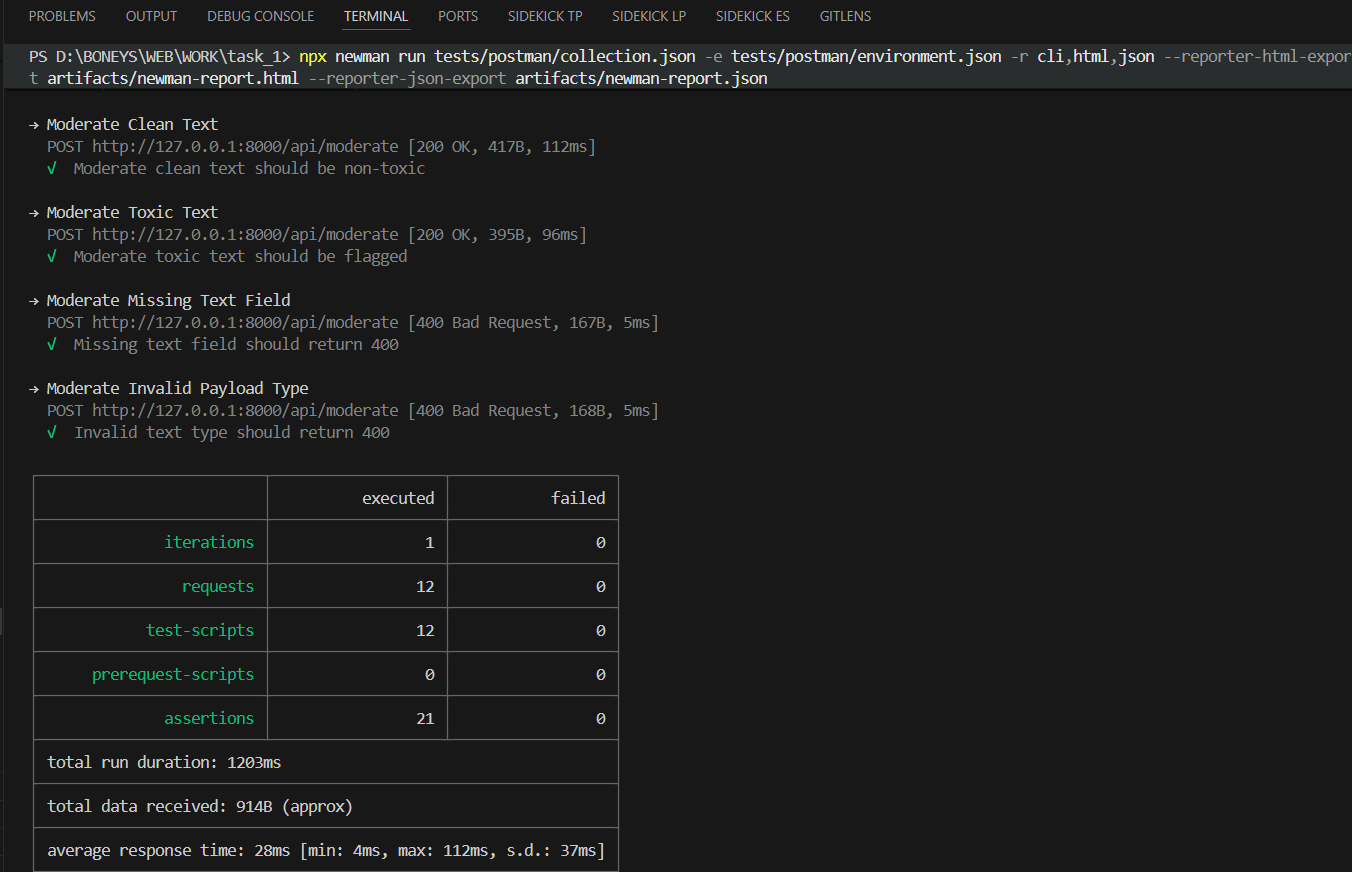 PROBLEMS OUTPUT DEBUG CONSOLE TERMINAL PORTS SIDEKICK TP SIDEKICK LP SIDEKICK ES GITLENS
PS D:\BONEYS\WEB\WORK\task_1> npx newman run tests/postman/collection.json -e tests/postman/environment.json -r cli,html,json --reporter-html-expor
t artifacts/newman-report.html --reporter-json-export artifacts/newman-report.json
→ Moderate Clean Text
POST http://127.0.0.1:8000/api/moderate [200 OK, 417B, 112ms]
√ Moderate clean text should be non-toxic
→ Moderate Toxic Text
POST http://127.0.0.1:8000/api/moderate [200 OK, 395B, 96ms]
√ Moderate toxic text should be flagged
→ Moderate Missing Text Field
POST http://127.0.0.1:8000/api/moderate [400 Bad Request, 167B, 5ms]
√ Missing text field should return 400
→ Moderate Invalid Payload Type
POST http://127.0.0.1:8000/api/moderate [400 Bad Request, 168B, 5ms]
√ Invalid text type should return 400
executed failed
iterations 1 0
requests 12 0
test-scripts 12 0
prerequest-scripts 0 0
assertions 21 0
total run duration: 1203ms
total data received: 914B (approx)
average response time: 28ms [min: 4ms, max: 112ms, s.d.: 37ms]